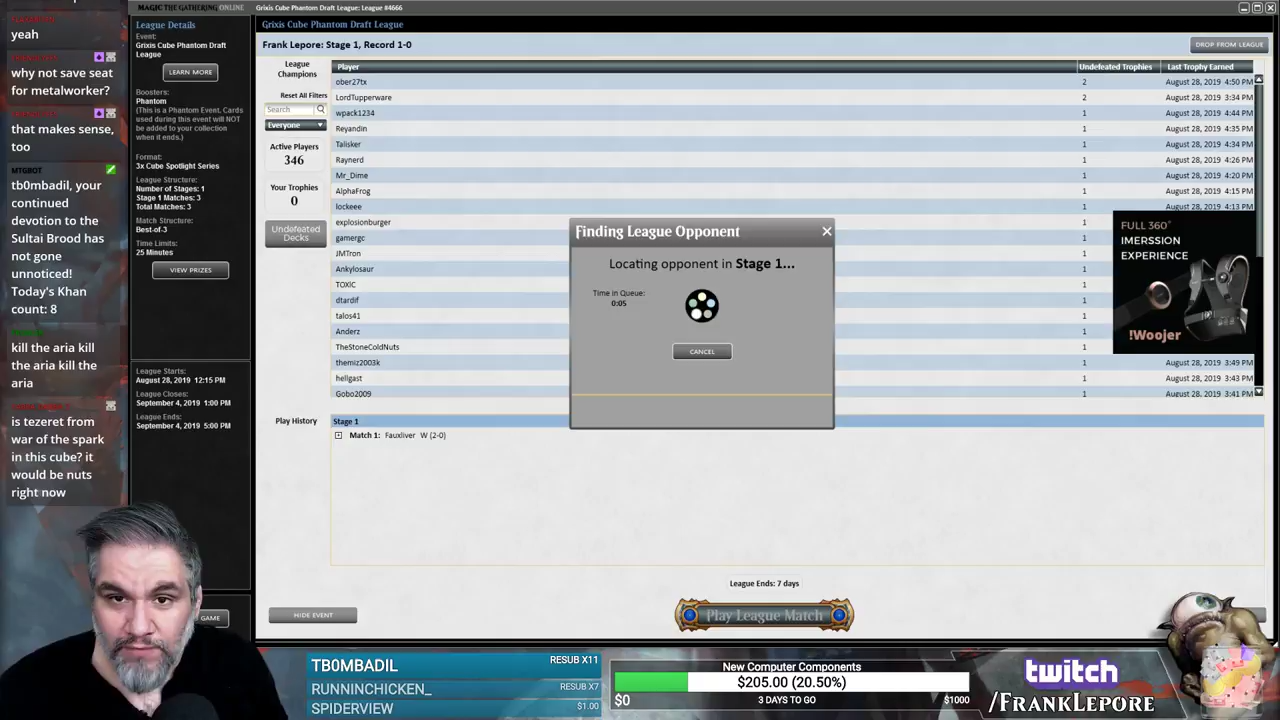 yeah
why not save seat
for metalworker?
that makes sense,
too
MTGBOT
tb0mbadil, your
continued
devotion to the
Sultai Brood has
not gone
unnoticed!
Today's Khan
Count: 8
kill the aria kill
the aria kill the
aria
is tezeret from
war of the spark
in this cube? it
would be nuts
right now
MAGIC THE GATHERING ONLINE
Grixis Cube Phantom Draft League: League #4666
League Details
Event:
Grixis Cube Phantom Draft
League
LEARN MORE
Boosters:
Phantom
(This is a Phantom Event. Cards
used during this event will NOT
be added to your collection
when it ends.)
Format:
3x Cube Spotlight Series
League Structure:
Number of Stages: 1
Stage 1 Matches: 3
Total Matches: 3
Match Structure:
Best-of-3
Time Limits:
25 Minutes
VIEW PRIZES
League Starts:
August 28, 2019 12:15 PM
League Closes:
September 4, 2019 1:00 PM
League Ends:
September 4, 2019 5:00 PM
GAME
Grixis Cube Phantom Draft League
Frank Lepore: Stage 1, Record 1-0
DROP FROM LEAGUE
League
Champions
Reset All Filters
Search
Everyone
Active Players
346
Your Trophies
0
Undefeated
Decks
Player Undefeated Trophies Last Trophy Earned
ober27tx 2 August 28, 2019 4:50 PM
LordTupperware 2 August 28, 2019 3:34 PM
wpack1234 1 August 28, 2019 4:44 PM
Reyandin 1 August 28, 2019 4:35 PM
Talisker 1 August 28, 2019 4:34 PM
Raynerd 1 August 28, 2019 4:26 PM
Mr_Dime 1 August 28, 2019 4:20 PM
AlphaFrog 1 August 28, 2019 4:15 PM
lockeee 1 August 28, 2019 4:13 PM
explosionburger 1
gamergc 1
JMTron 1
Ankylosaur 1
TOXIC 1
dtardif 1
talos41 1
Anderz 1
TheStoneColdNuts 1
themiz2003k 1 August 28, 2019 3:49 PM
hellgast 1 August 28, 2019 3:43 PM
Gobo2009 1 August 28, 2019 3:41 PM
Finding League Opponent
Locating opponent in Stage 1...
Time in Queue:
0:05
CANCEL
FULL 360°
IMERSSION
EXPERIENCE
!Woojer
Play History
Stage 1
Match 1: Fauxliver W (2-0)
League Ends: 7 days
HIDE EVENT
Play League Match
TB0MBADIL RESUB X11
RUNNINCHICKEN_ RESUB X7
SPIDERVIEW $1.00
New Computer Components
$205.00 (20.50%)
$0 3 DAYS TO GO $1000
twitch
/FRANKLEPORE